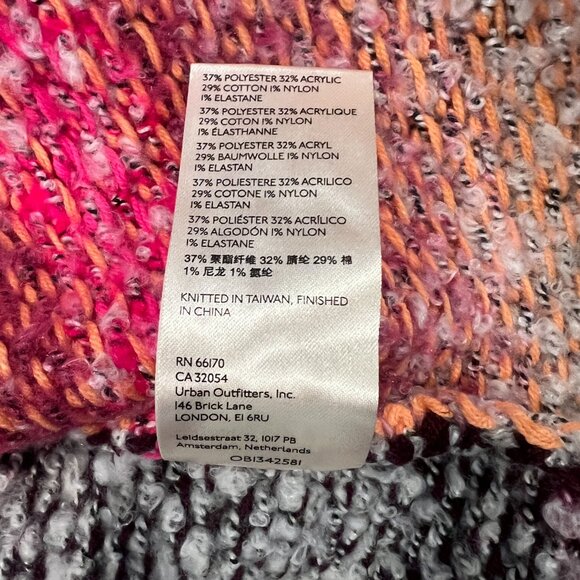 37% POLYESTER 32% ACRYLIC
29% COTTON 1% NYLON
1% ELASTANE
37% POLYESTER 32% ACRYLIQUE
29% COTON 1% NYLON
1% ÉLASTHANNE
37% POLYESTER 32% ACRYL
29% BAUMWOLLE 1% NYLON
1% ELASTAN
37% POLIESTERE 32% ACRILICO
29% COTONE 1% NYLON
1% ELASTAN
37% POLIÉSTER 32% ACRÍLICO
29% ALGODÓN 1% NYLON
1% ELASTANO
37% 聚酯纤维 32% 腈纶 29% 棉
1% 尼龙 1% 氨纶
KNITTED IN TAIWAN, FINISHED
IN CHINA
RN 66170
CA 32054
Urban Outfitters, Inc.
146 Brick Lane
LONDON, E1 6RU
Leidsestraat 32, 1017 PB
Amsterdam, Netherlands
OB1342581